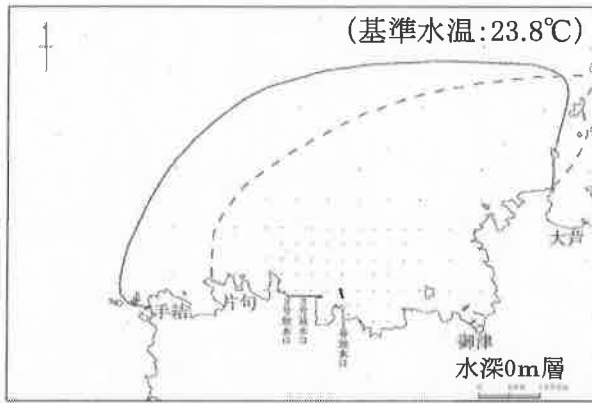 (基準水温:23.8℃)
大芦
手結
片句
御津
水深0m層